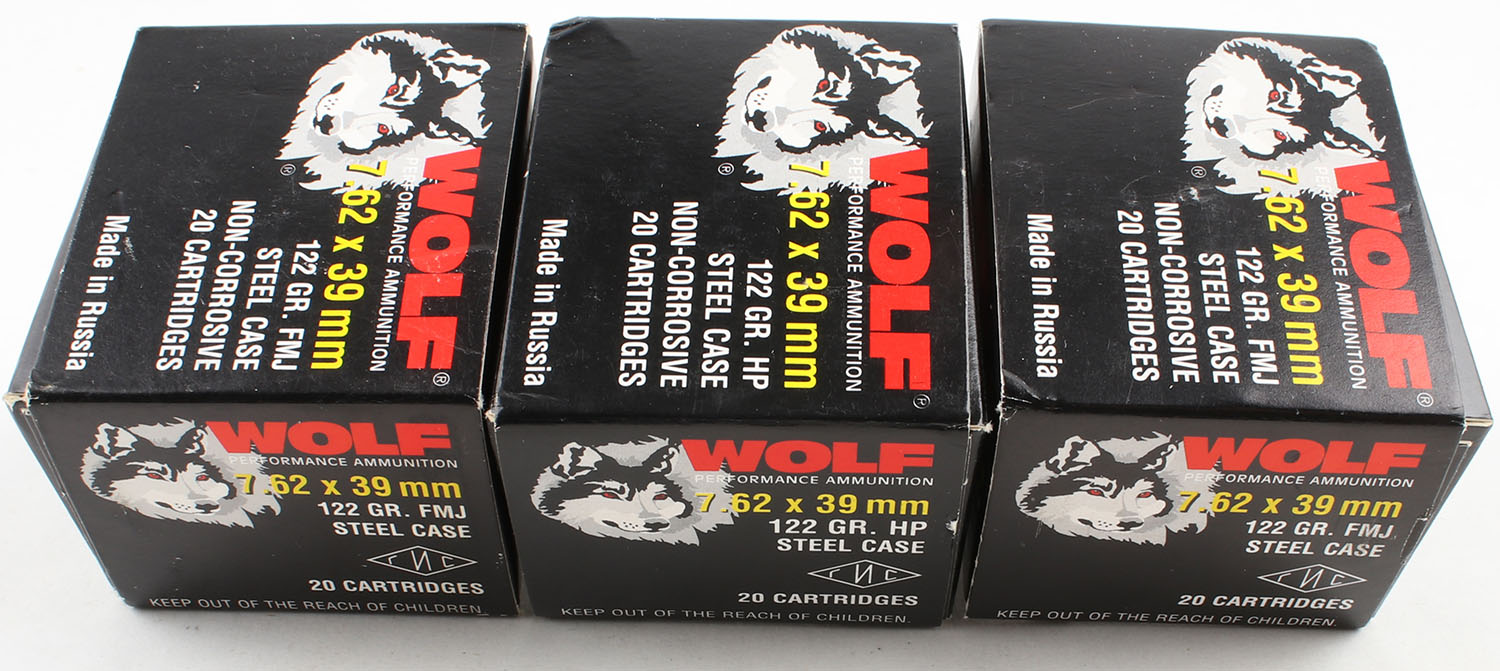 WOLF®
PERFORMANCE AMMUNITION
7.62 x 39 mm
®
122 GR. FMJ
STEEL CASE
NON-CORROSIVE
20 CARTRIDGES
Made in Russia
WOLF
PERFORMANCE AMMUNITION
7.62 x 39 mm
122 GR. FMJ
STEEL CASE
ГИС
20 CARTRIDGES
KEEP OUT OF THE REACH OF CHILDREN.
WOLF®
PERFORMANCE AMMUNITION
7.62 x 39 mm
®
122 GR. HP
STEEL CASE
NON-CORROSIVE
20 CARTRIDGES
Made in Russia
WOLF
PERFORMANCE AMMUNITION
7.62 x 39 mm
122 GR. HP
STEEL CASE
ГИС
20 CARTRIDGES
KEEP OUT OF THE REACH OF CHILDREN.
WOLF®
PERFORMANCE AMMUNITION
7.62 x 39 mm
®
122 GR. FMJ
STEEL CASE
NON-CORROSIVE
20 CARTRIDGES
Made in Russia
WOLF
PERFORMANCE AMMUNITION
7.62 x 39 mm
122 GR. FMJ
STEEL CASE
ГИС
20 CARTRIDGES
KEEP OUT OF THE REACH OF CHILDREN.